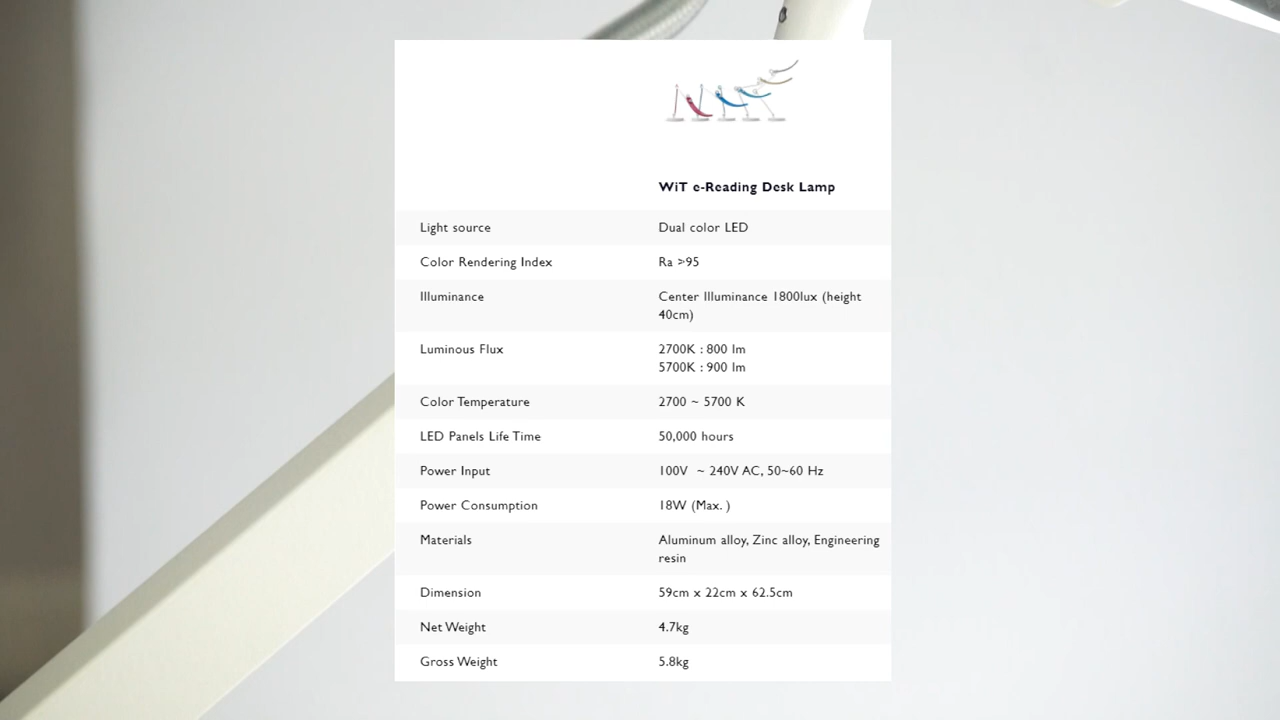 WiT e-Reading Desk Lamp
Light source Dual color LED
Color Rendering Index Ra >95
Illuminance Center Illuminance 1800lux (height
40cm)
Luminous Flux 2700K : 800 lm
5700K : 900 lm
Color Temperature 2700 ~ 5700 K
LED Panels Life Time 50,000 hours
Power Input 100V ~ 240V AC, 50~60 Hz
Power Consumption 18W (Max. )
Materials Aluminum alloy, Zinc alloy, Engineering
resin
Dimension 59cm x 22cm x 62.5cm
Net Weight 4.7kg
Gross Weight 5.8kg